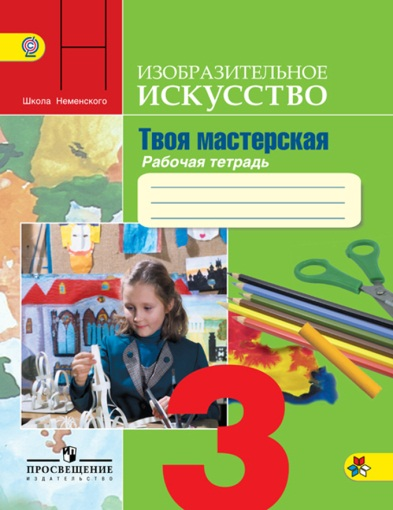 Школа Неменского
ИЗОБРАЗИТЕЛЬНОЕ
ИСКУССТВО
Твоя мастерская
Рабочая тетрадь
3
ПРОСВЕЩЕНИЕ
ИЗДАТЕЛЬСТВО